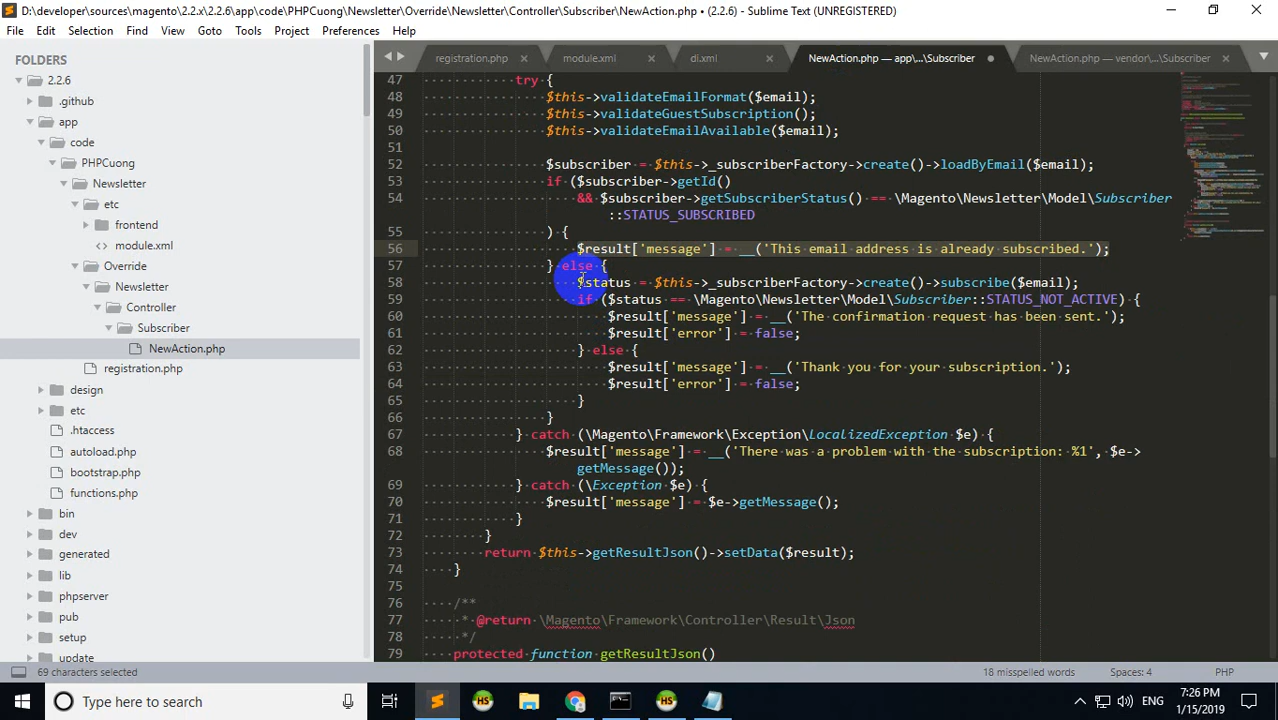 D:\developer\sources\magento\2.2.x\2.2.6\app\code\PHPCuong\Newsletter\Override\Newsletter\Controller\Subscriber\NewAction.php • (2.2.6) - Sublime Text (UNREGISTERED)
File Edit Selection Find View Goto Tools Project Preferences Help
FOLDERS
2.2.6
.github
app
code
PHPCuong
Newsletter
etc
frontend
module.xml
Override
Newsletter
Controller
Subscriber
NewAction.php
registration.php
design
etc
.htaccess
autoload.php
bootstrap.php
functions.php
bin
dev
generated
lib
phpserver
pub
setup
update
registration.php module.xml di.xml NewAction.php — app\...\Subscriber NewAction.php — vendor\...\Subscriber
47 try {
48 $this->validateEmailFormat($email);
49 $this->validateGuestSubscription();
50 $this->validateEmailAvailable($email);
51
52 $subscriber = $this->_subscriberFactory->create()->loadByEmail($email);
53 if ($subscriber->getId()
54 && $subscriber->getSubscriberStatus() == \Magento\Newsletter\Model\Subscriber
::STATUS_SUBSCRIBED
55 ) {
56 $result['message'] = __('This email address is already subscribed.');
57 } else {
58 $status = $this->_subscriberFactory->create()->subscribe($email);
59 if ($status == \Magento\Newsletter\Model\Subscriber::STATUS_NOT_ACTIVE) {
60 $result['message'] = __('The confirmation request has been sent.');
61 $result['error'] = false;
62 } else {
63 $result['message'] = __('Thank you for your subscription.');
64 $result['error'] = false;
65 }
66 }
67 } catch (\Magento\Framework\Exception\LocalizedException $e) {
68 $result['message'] = __('There was a problem with the subscription: %1', $e->
getMessage());
69 } catch (\Exception $e) {
70 $result['message'] = $e->getMessage();
71 }
72 }
73 return $this->getResultJson()->setData($result);
74 }
75
76 /**
77 * @return \Magento\Framework\Controller\Result\Json
78 */
79 protected function getResultJson()
69 characters selected 18 misspelled words Spaces: 4 PHP
Type here to search HS HS ENG 7:26 PM
1/15/2019